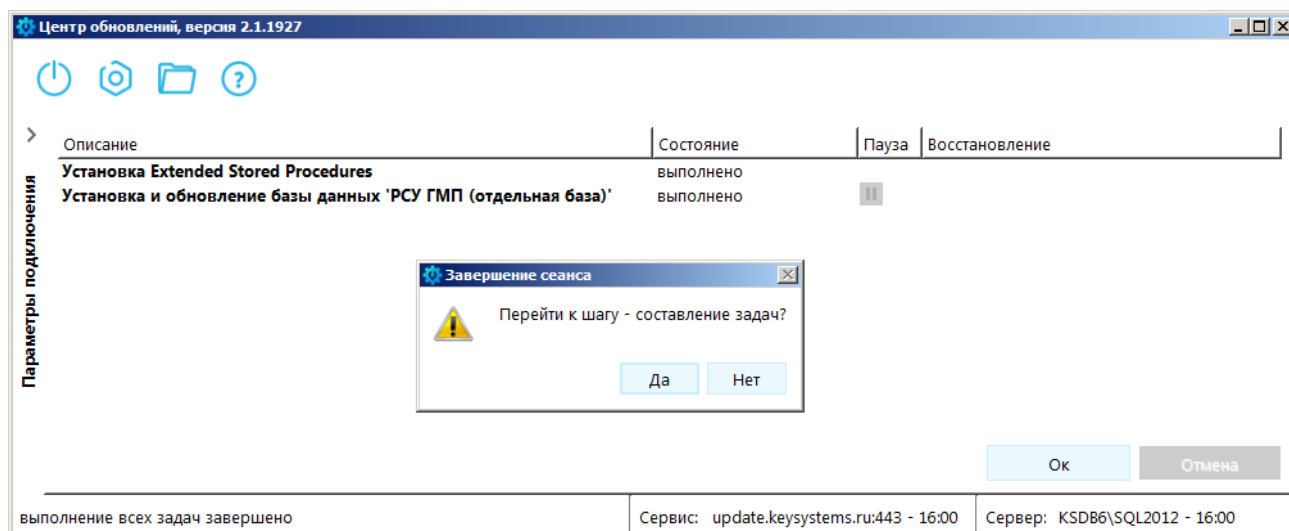 Центр обновлений, версия 2.1.1927
Описание Состояние Пауза Восстановление
Установка Extended Stored Procedures выполнено
Установка и обновление базы данных 'РСУ ГМП (отдельная база)' выполнено
Параметры подключения
Завершение сеанса
Перейти к шагу - составление задач?
Да Нет
Ок Отмена
выполнение всех задач завершено Сервис: update.keysystems.ru:443 - 16:00 Сервер: KSDB6\SQL2012 - 16:00